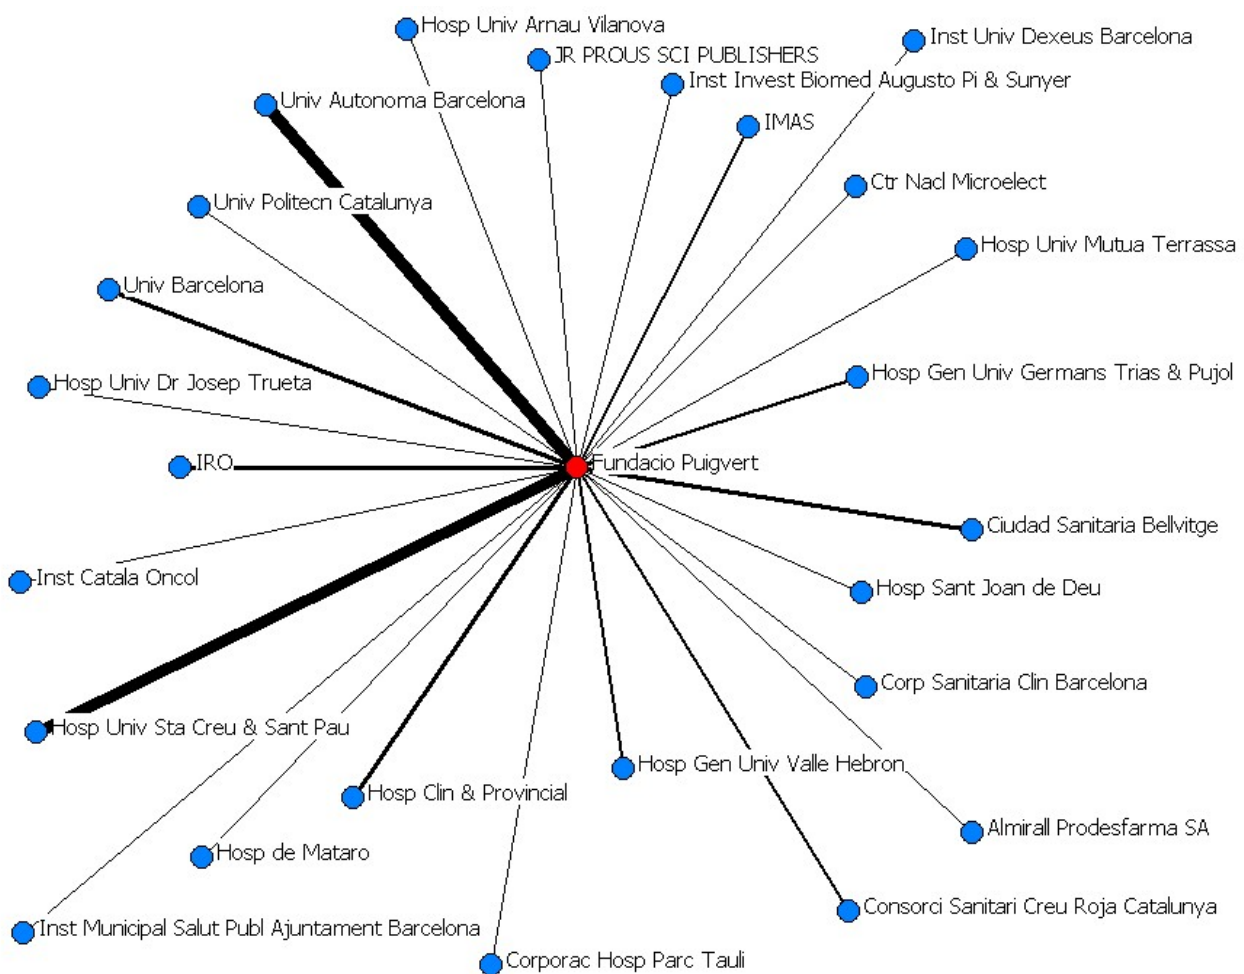 Hosp Univ Arnau Vilanova
Inst Univ Dexeus Barcelona
JR PROUS SCI PUBLISHERS
Inst Invest Biomed Augusto Pi & Sunyer
Univ Autonoma Barcelona
IMAS
Ctr Nacl Microelect
Univ Politecn Catalunya
Hosp Univ Mutua Terrassa
Univ Barcelona
Hosp Gen Univ Germans Trias & Pujol
Hosp Univ Dr Josep Trueta
IRO
Fundacio Puigvert
Ciudad Sanitaria Bellvitge
Inst Catala Oncol
Hosp Sant Joan de Deu
Corp Sanitaria Clin Barcelona
Hosp Univ Sta Creu & Sant Pau
Hosp Gen Univ Valle Hebron
Hosp Clin & Provincial
Almirall Prodesfarma SA
Hosp de Mataro
Consorci Sanitari Creu Roja Catalunya
Inst Municipal Salut Publ Ajuntament Barcelona
Corporac Hosp Parc Tauli